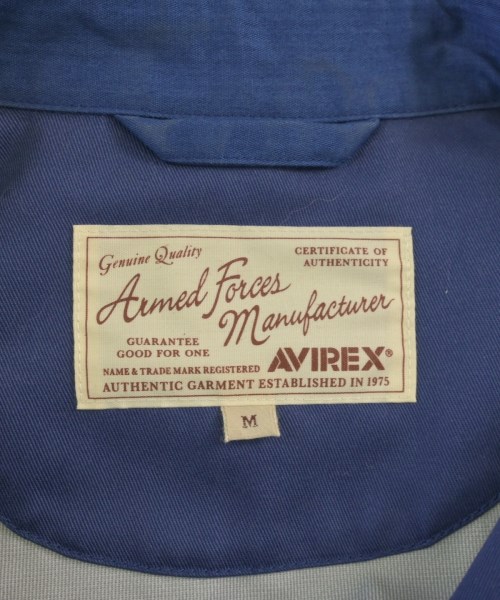 Genuine Quality
CERTIFICATE OF
AUTHENTICITY
Armed Forces
Manufacturer
GUARANTEE
GOOD FOR ONE
NAME & TRADE MARK REGISTERED
AVIREX®
AUTHENTIC GARMENT ESTABLISHED IN 1975
M